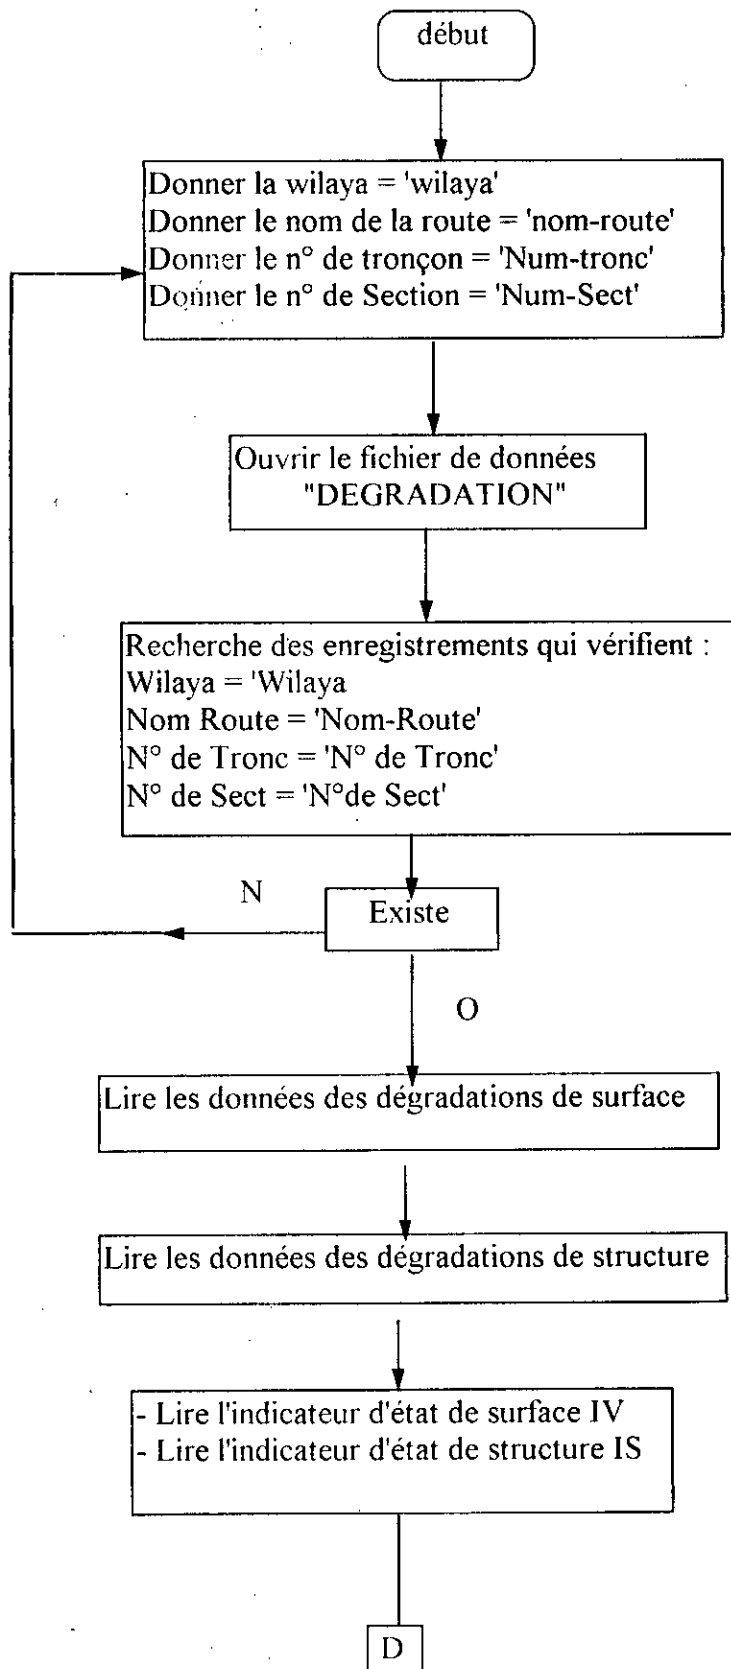 début
Donner la wilaya = 'wilaya'
Donner le nom de la route = 'nom-route'
Donner le n° de tronçon = 'Num-tronc'
Donner le n° de Section = 'Num-Sect'
Ouvrir le fichier de données
"DEGRADATION"
Recherche des enregistrements qui vérifient :
Wilaya = 'Wilaya
Nom Route = 'Nom-Route'
N° de Tronc = 'N° de Tronc'
N° de Sect = 'N°de Sect'
N
Existe
O
Lire les données des dégradations de surface
Lire les données des dégradations de structure
- Lire l'indicateur d'état de surface IV
- Lire l'indicateur d'état de structure IS
D